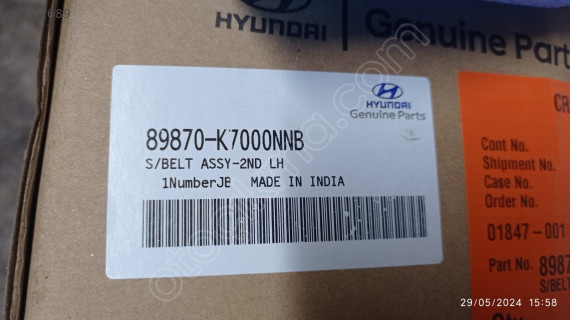 HYUNDAI
Genuine Parts
HYUNDAI
Genuine Parts
89870-K7000NNB
S/BELT ASSY-2ND LH
1NumberJB MADE IN INDIA
CR
Cont No.
Shipment No.
Case No.
Order No.
01847-001
Part No. 8987
S/BELT
29/05/2024 15:58